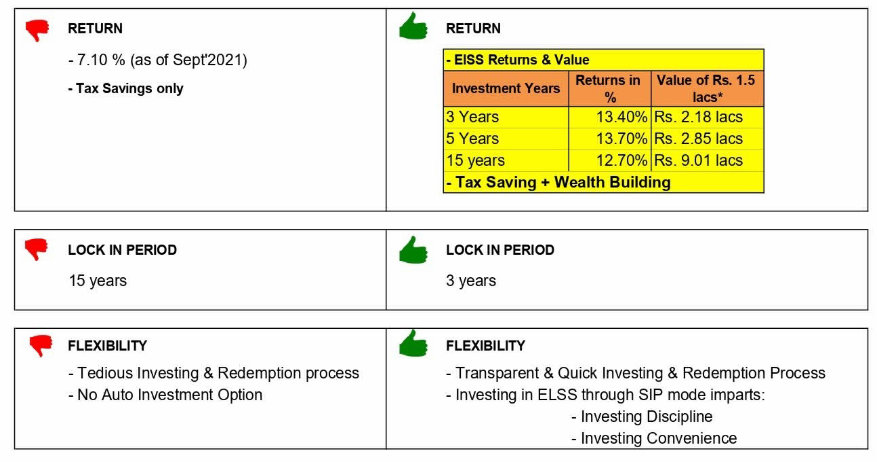 RETURN
- 7.10 % (as of Sept'2021)
- Tax Savings only
RETURN
- EISS Returns & Value
Investment Years
Returns in
%
Value of Rs. 1.5
lacs*
3 Years 13.40% Rs. 2.18 lacs
5 Years 13.70% Rs. 2.85 lacs
15 years 12.70% Rs. 9.01 lacs
- Tax Saving + Wealth Building
LOCK IN PERIOD
15 years
LOCK IN PERIOD
3 years
FLEXIBILITY
- Tedious Investing & Redemption process
- No Auto Investment Option
FLEXIBILITY
- Transparent & Quick Investing & Redemption Process
- Investing in ELSS through SIP mode imparts:
- Investing Discipline
- Investing Convenience